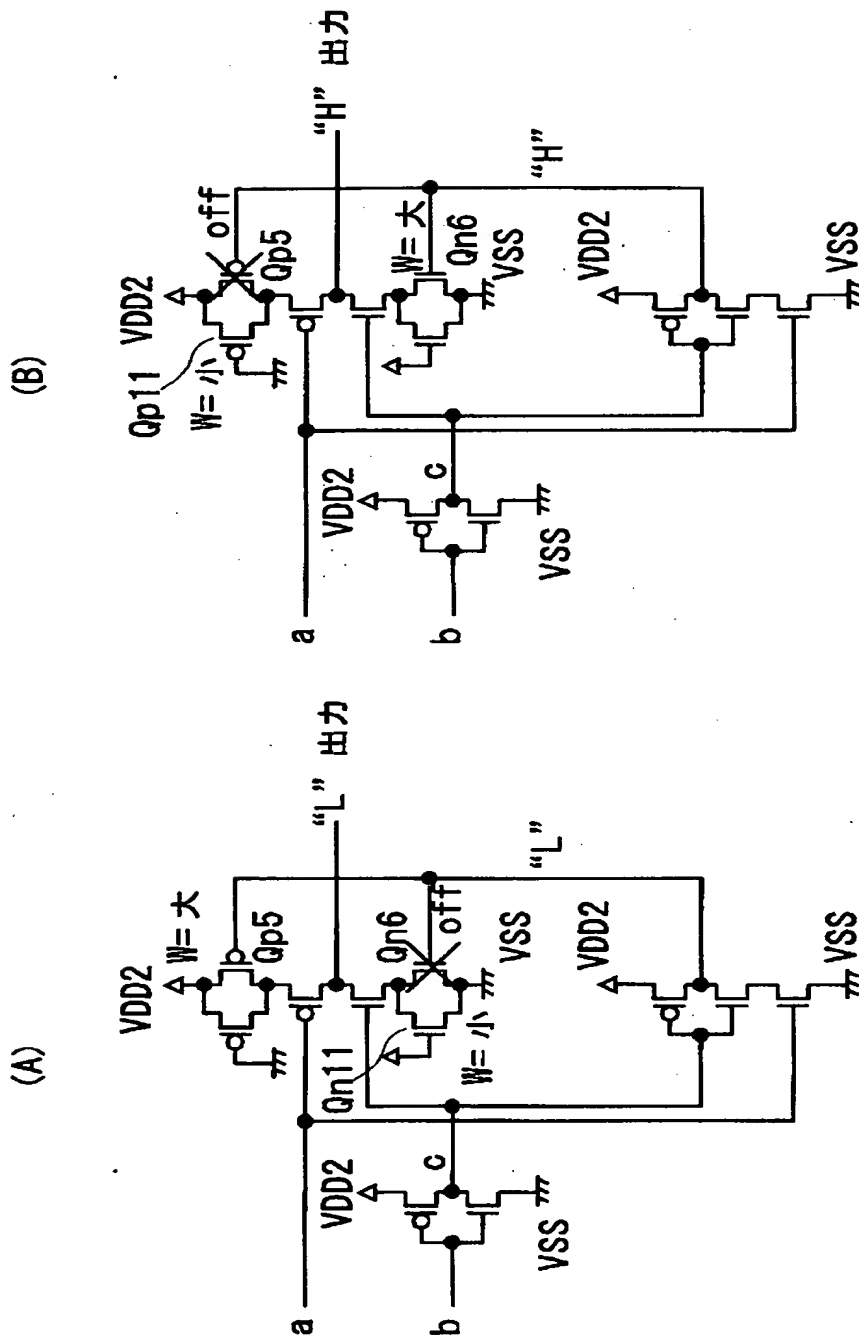 (A)
VDD2
W=大
Qp5
"L" 出力
Qn6
off
VSS
Qn11
W=小
"L"
a
b
c
VDD2
VSS
VDD2
VSS
(B)
VDD2
off
Qp5
Qp11
W=小
"H" 出力
W=大
Qn6
VSS
"H"
a
b
c
VDD2
VSS
VDD2
VSS